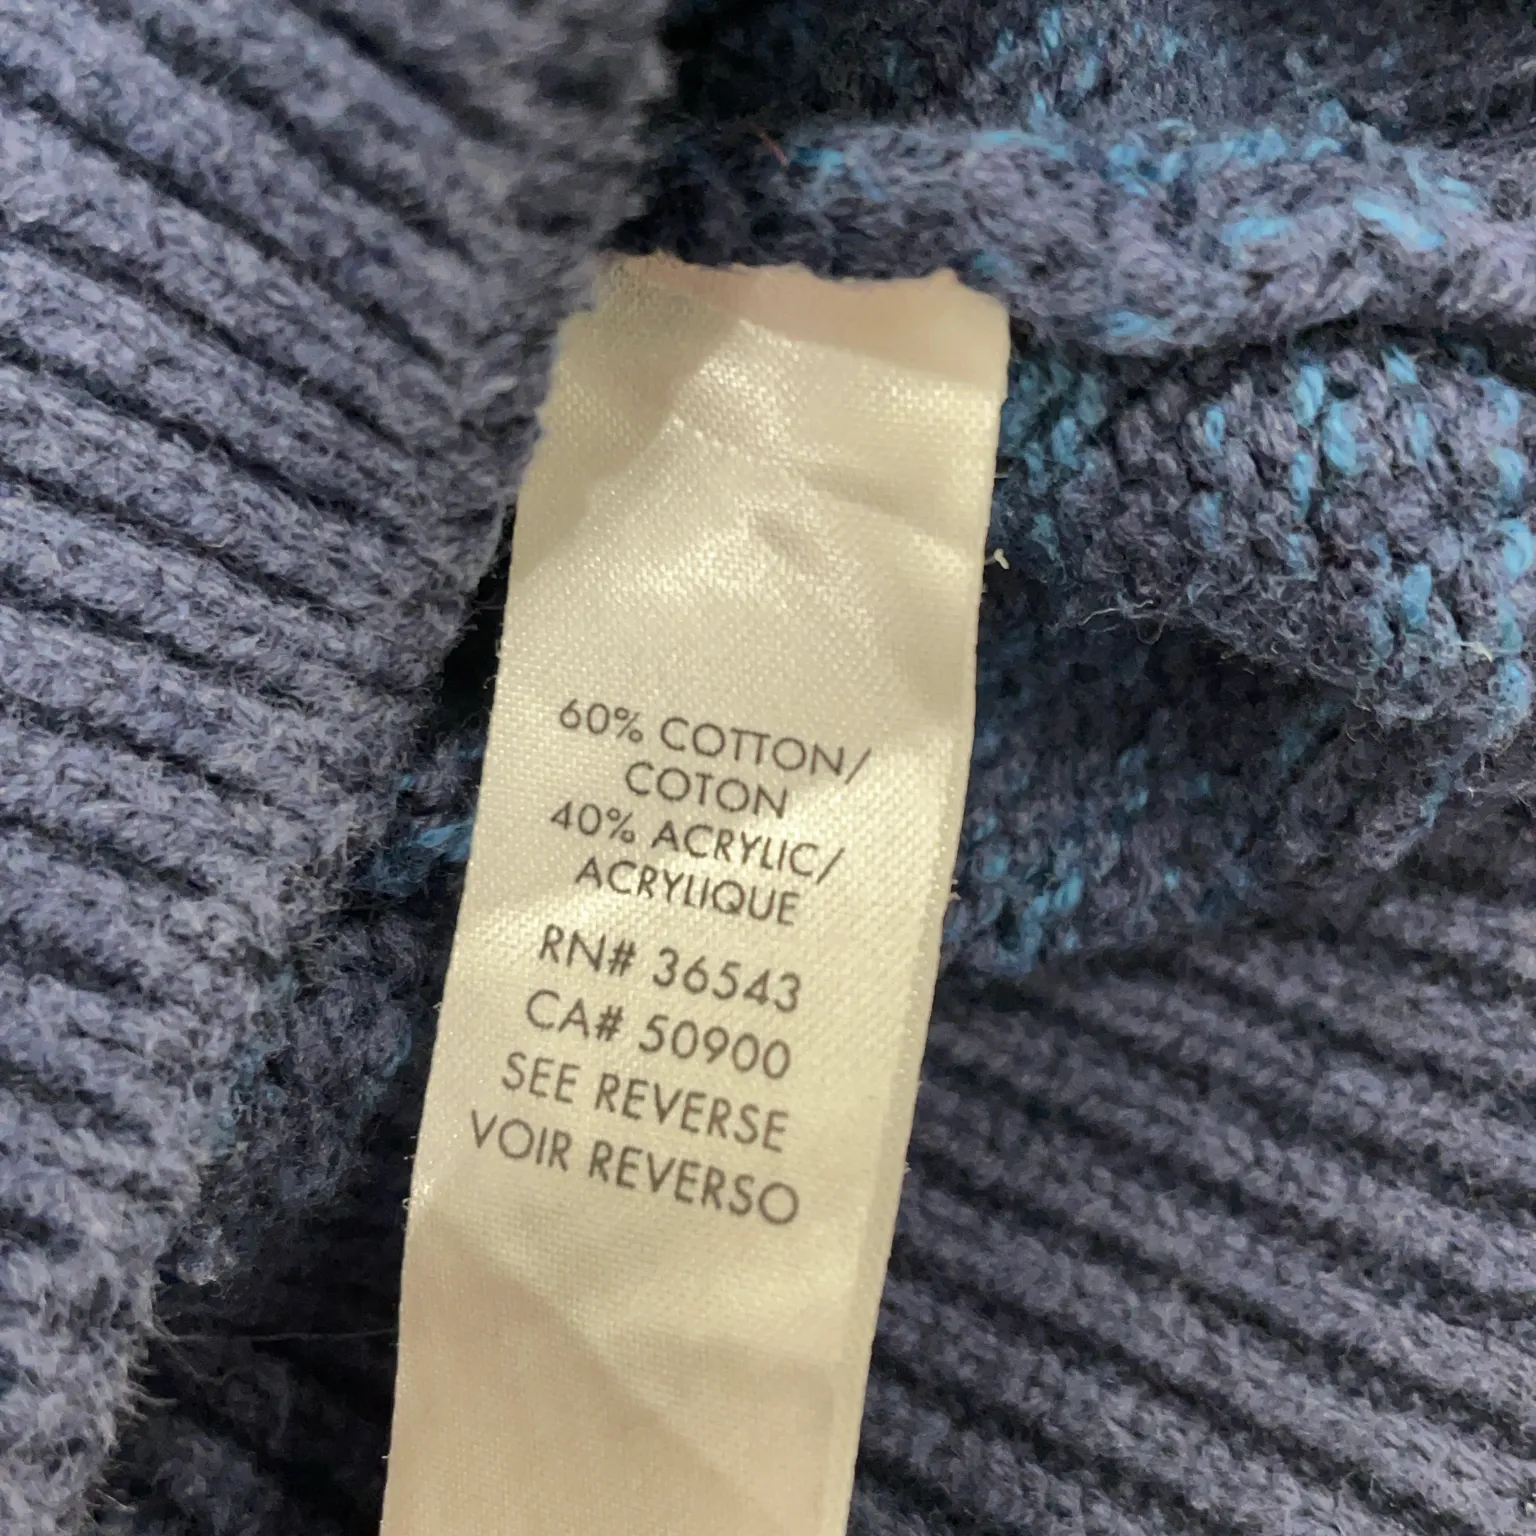 60% COTTON/
COTON
40% ACRYLIC/
ACRYLIQUE
RN# 36543
CA# 50900
SEE REVERSE
VOIR REVERSO